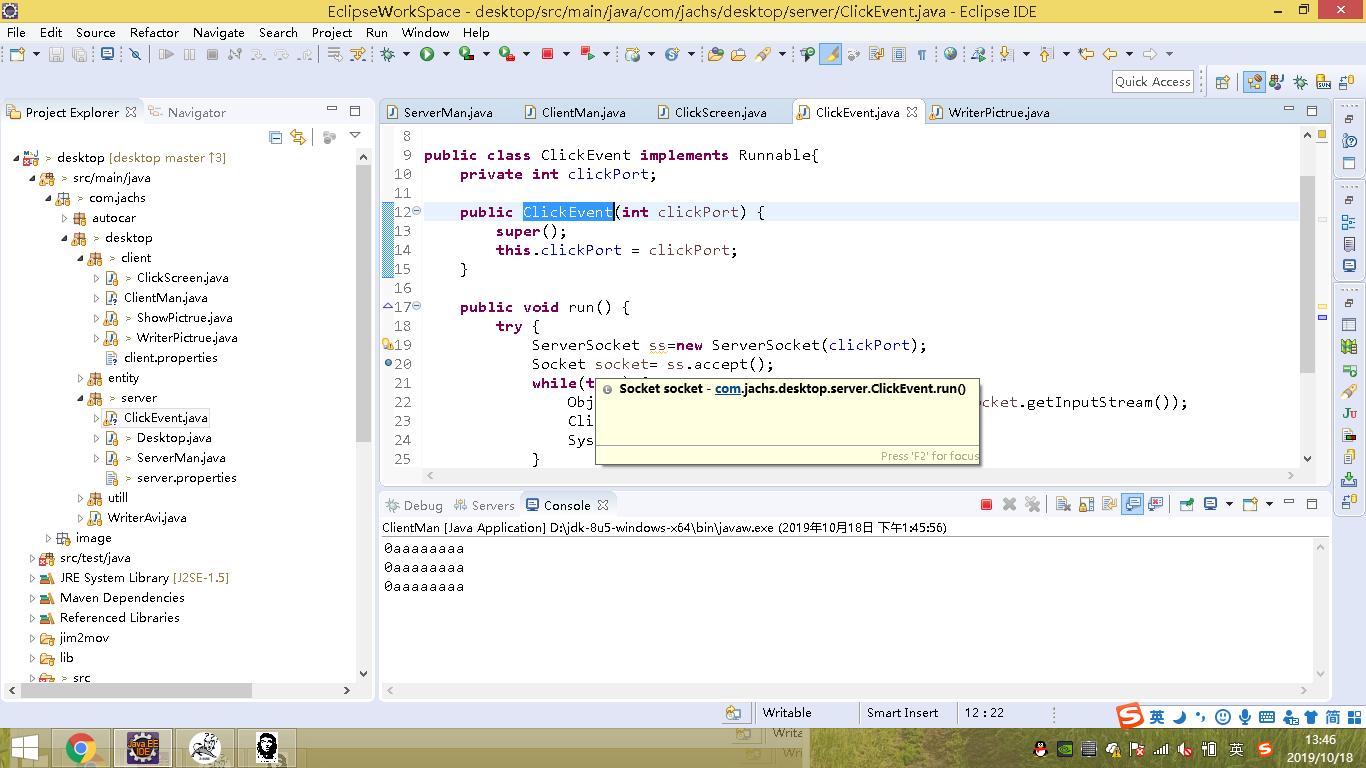 EclipseWorkSpace - desktop/src/main/java/com/jachs/desktop/server/ClickEvent.java - Eclipse IDE
File Edit Source Refactor Navigate Search Project Run Window Help
Quick Access
Project Explorer Navigator
ServerMan.java ClientMan.java ClickScreen.java ClickEvent.java WriterPictrue.java
> desktop [desktop master ↑3]
> src/main/java
> com.jachs
autocar
> desktop
> client
> ClickScreen.java
ClientMan.java
> ShowPictrue.java
> WriterPictrue.java
client.properties
entity
> server
ClickEvent.java
> Desktop.java
> ServerMan.java
> server.properties
utill
WriterAvi.java
image
src/test/java
JRE System Library [J2SE-1.5]
Maven Dependencies
Referenced Libraries
jim2mov
lib
> src
8
9 public class ClickEvent implements Runnable{
10 private int clickPort;
11
12 public ClickEvent(int clickPort) {
13 super();
14 this.clickPort = clickPort;
15 }
16
17 public void run() {
18 try {
19 ServerSocket ss=new ServerSocket(clickPort);
20 Socket socket= ss.accept();
21 while(t
22 Obj cket.getInputStream());
23 Cli
24 Sys
25 }
Socket socket - com.jachs.desktop.server.ClickEvent.run()
Press 'F2' for focus
Debug Servers Console
ClientMan [Java Application] D:\jdk-8u5-windows-x64\bin\javaw.exe (2019年10月18日 下午1:45:56)
0aaaaaaaa
0aaaaaaaa
0aaaaaaaa
Writable Smart Insert 12 : 22
英 简
Java EE IDE
英
13:46
2019/10/18